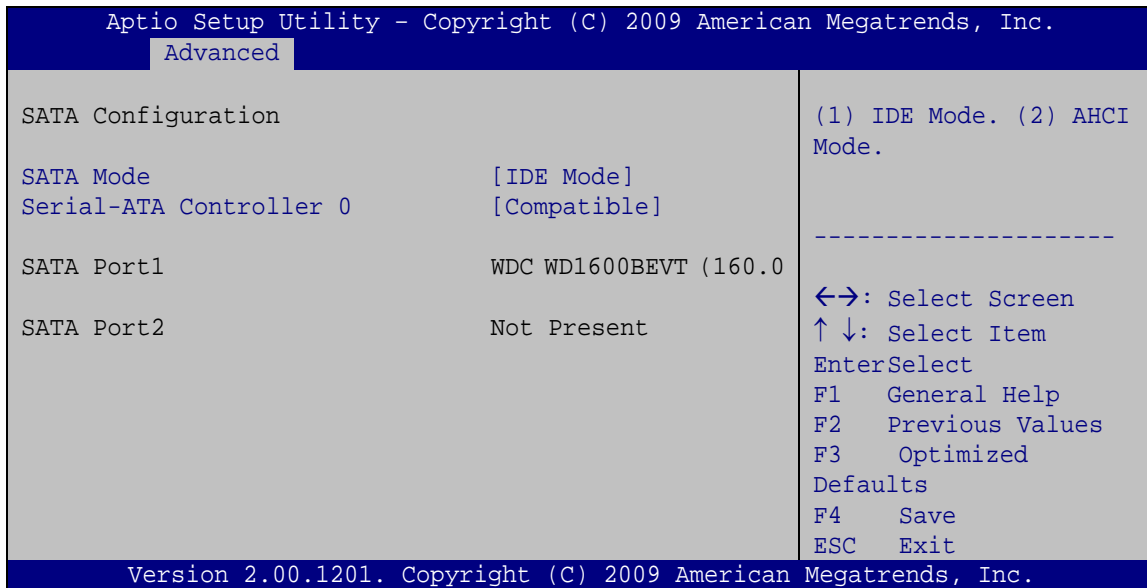 Aptio Setup Utility – Copyright (C) 2009 American Megatrends, Inc.
Advanced
SATA Configuration
SATA Mode [IDE Mode]
Serial-ATA Controller 0 [Compatible]
SATA Port1 WDC WD1600BEVT (160.0
SATA Port2 Not Present
(1) IDE Mode. (2) AHCI
Mode.
---------------------
←→: Select Screen
↑ ↓: Select Item
EnterSelect
F1 General Help
F2 Previous Values
F3 Optimized
Defaults
F4 Save
ESC Exit
Version 2.00.1201. Copyright (C) 2009 American Megatrends, Inc.